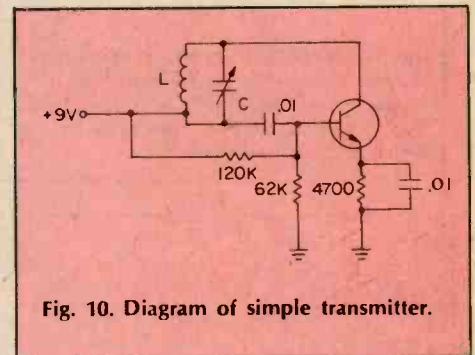 L
C
.01
+9V
120K
62K
4700
.01
Fig. 10. Diagram of simple transmitter.